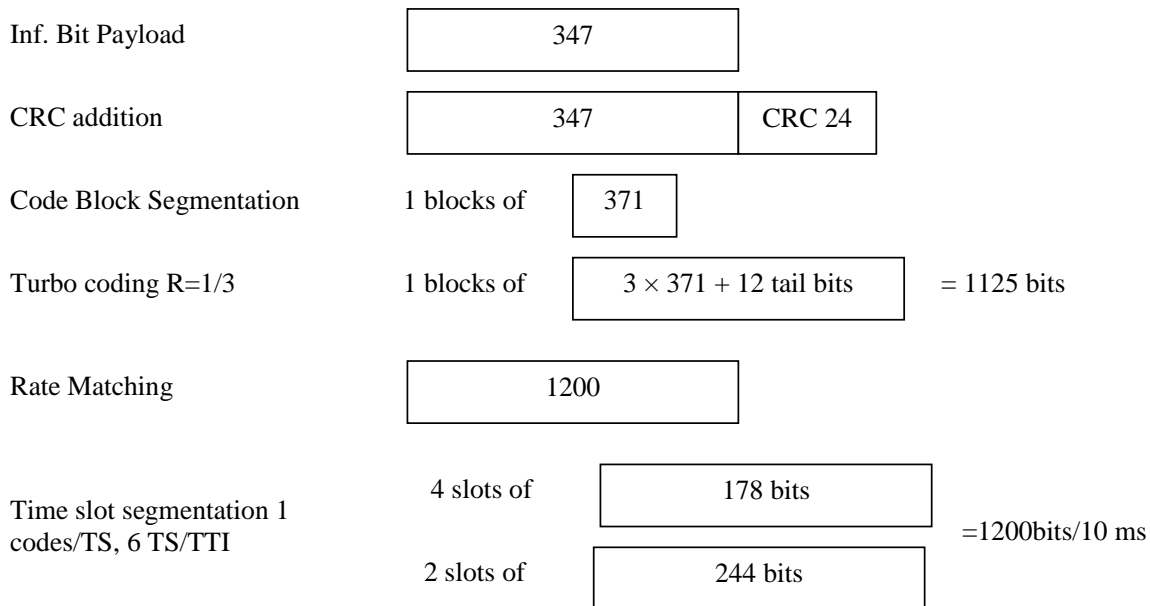 Inf. Bit Payload 347
CRC addition 347 CRC 24
Code Block Segmentation 1 blocks of 371
Turbo coding R=1/3 1 blocks of 3 × 371 + 12 tail bits = 1125 bits
Rate Matching 1200
4 slots of 178 bits
Time slot segmentation 1
codes/TS, 6 TS/TTI
=1200bits/10 ms
2 slots of 244 bits